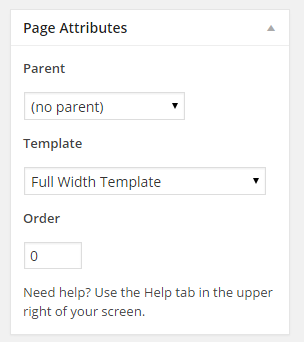 Page Attributes
Parent
(no parent)
Template
Full Width Template
Order
0
Need help? Use the Help tab in the upper
right of your screen.